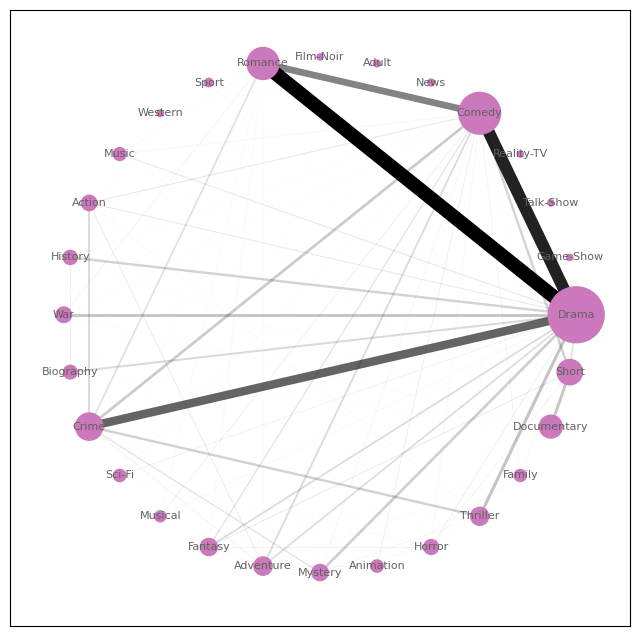 Film-Noir
Romance
Adult
Sport
News
Western
Comedy
Music
Reality-TV
Action
Talk-Show
History
Game-Show
War
Drama
Biography
Short
Crime
Documentary
Sci-Fi
Family
Musical
Thriller
Fantasy
Horror
Adventure
Mystery
Animation